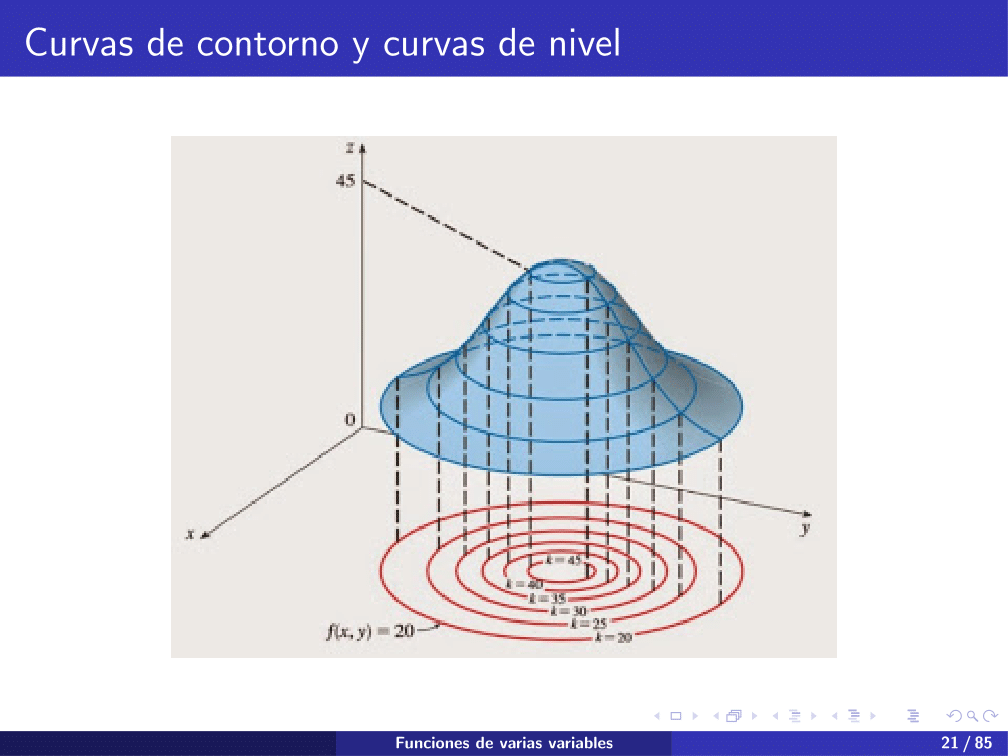 Curvas de contorno y curvas de nivel
z
45
0
x
y
k=45
k=40
k=35
k=30
k=25
k=20
f(x, y) = 20
Funciones de varias variables
21 / 85